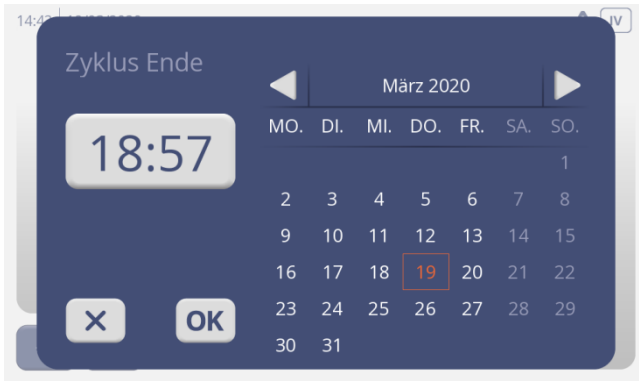 Zyklus Ende
18:57
März 2020
MO. DI. MI. DO. FR. SA. SO.
1
2 3 4 5 6 7 8
9 10 11 12 13 14 15
16 17 18 19 20 21 22
23 24 25 26 27 28 29
30 31
OK
IV